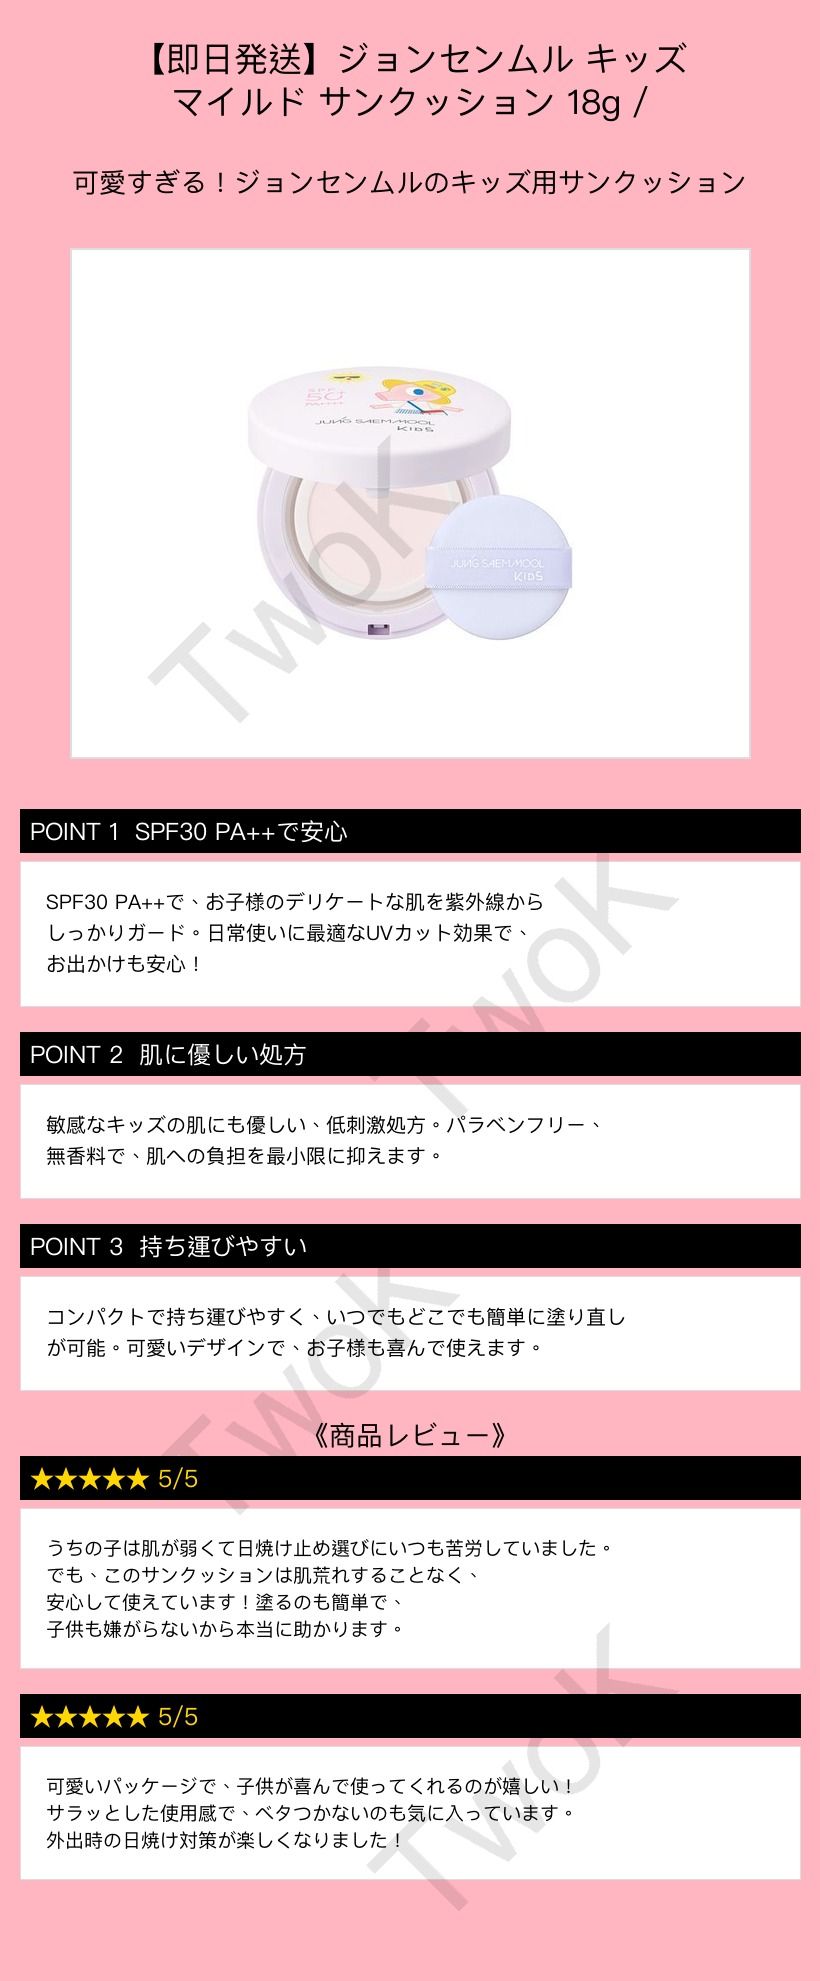 【即日発送】ジョンセンムル キッズ
マイルド サンクッション 18g /
可愛すぎる！ジョンセンムルのキッズ用サンクッション
SPF
50+
PA+++
JUNG SAEM MOOL
KIDS
JUNG SAEM MOOL
KIDS
TwoK
POINT 1 SPF30 PA++で安心
SPF30 PA++で、お子様のデリケートな肌を紫外線から
しっかりガード。日常使いに最適なUVカット効果で、
お出かけも安心！
TwoK
POINT 2 肌に優しい処方
敏感なキッズの肌にも優しい、低刺激処方。パラベンフリー、
無香料で、肌への負担を最小限に抑えます。
POINT 3 持ち運びやすい
コンパクトで持ち運びやすく、いつでもどこでも簡単に塗り直し
が可能。可愛いデザインで、お子様も喜んで使えます。
TwoK
《商品レビュー》
★★★★★ 5/5
うちの子は肌が弱くて日焼け止め選びにいつも苦労していました。
でも、このサンクッションは肌荒れすることなく、
安心して使えています！塗るのも簡単で、
子供も嫌がらないから本当に助かります。
★★★★★ 5/5
可愛いパッケージで、子供が喜んで使ってくれるのが嬉しい！
サラッとした使用感で、ベタつかないのも気に入っています。
外出時の日焼け対策が楽しくなりました！
TwoK